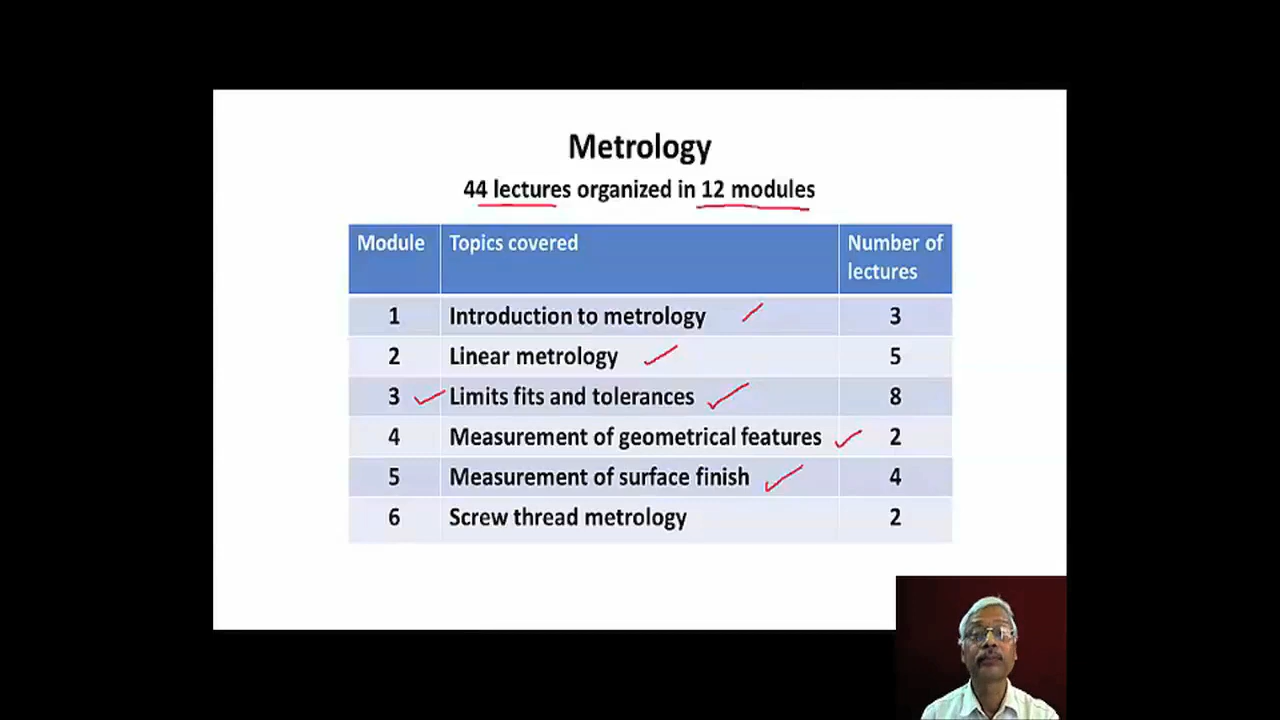 Metrology
44 lectures organized in 12 modules
Module Topics covered Number of lectures
1 Introduction to metrology 3
2 Linear metrology 5
3 Limits fits and tolerances 8
4 Measurement of geometrical features 2
5 Measurement of surface finish 4
6 Screw thread metrology 2